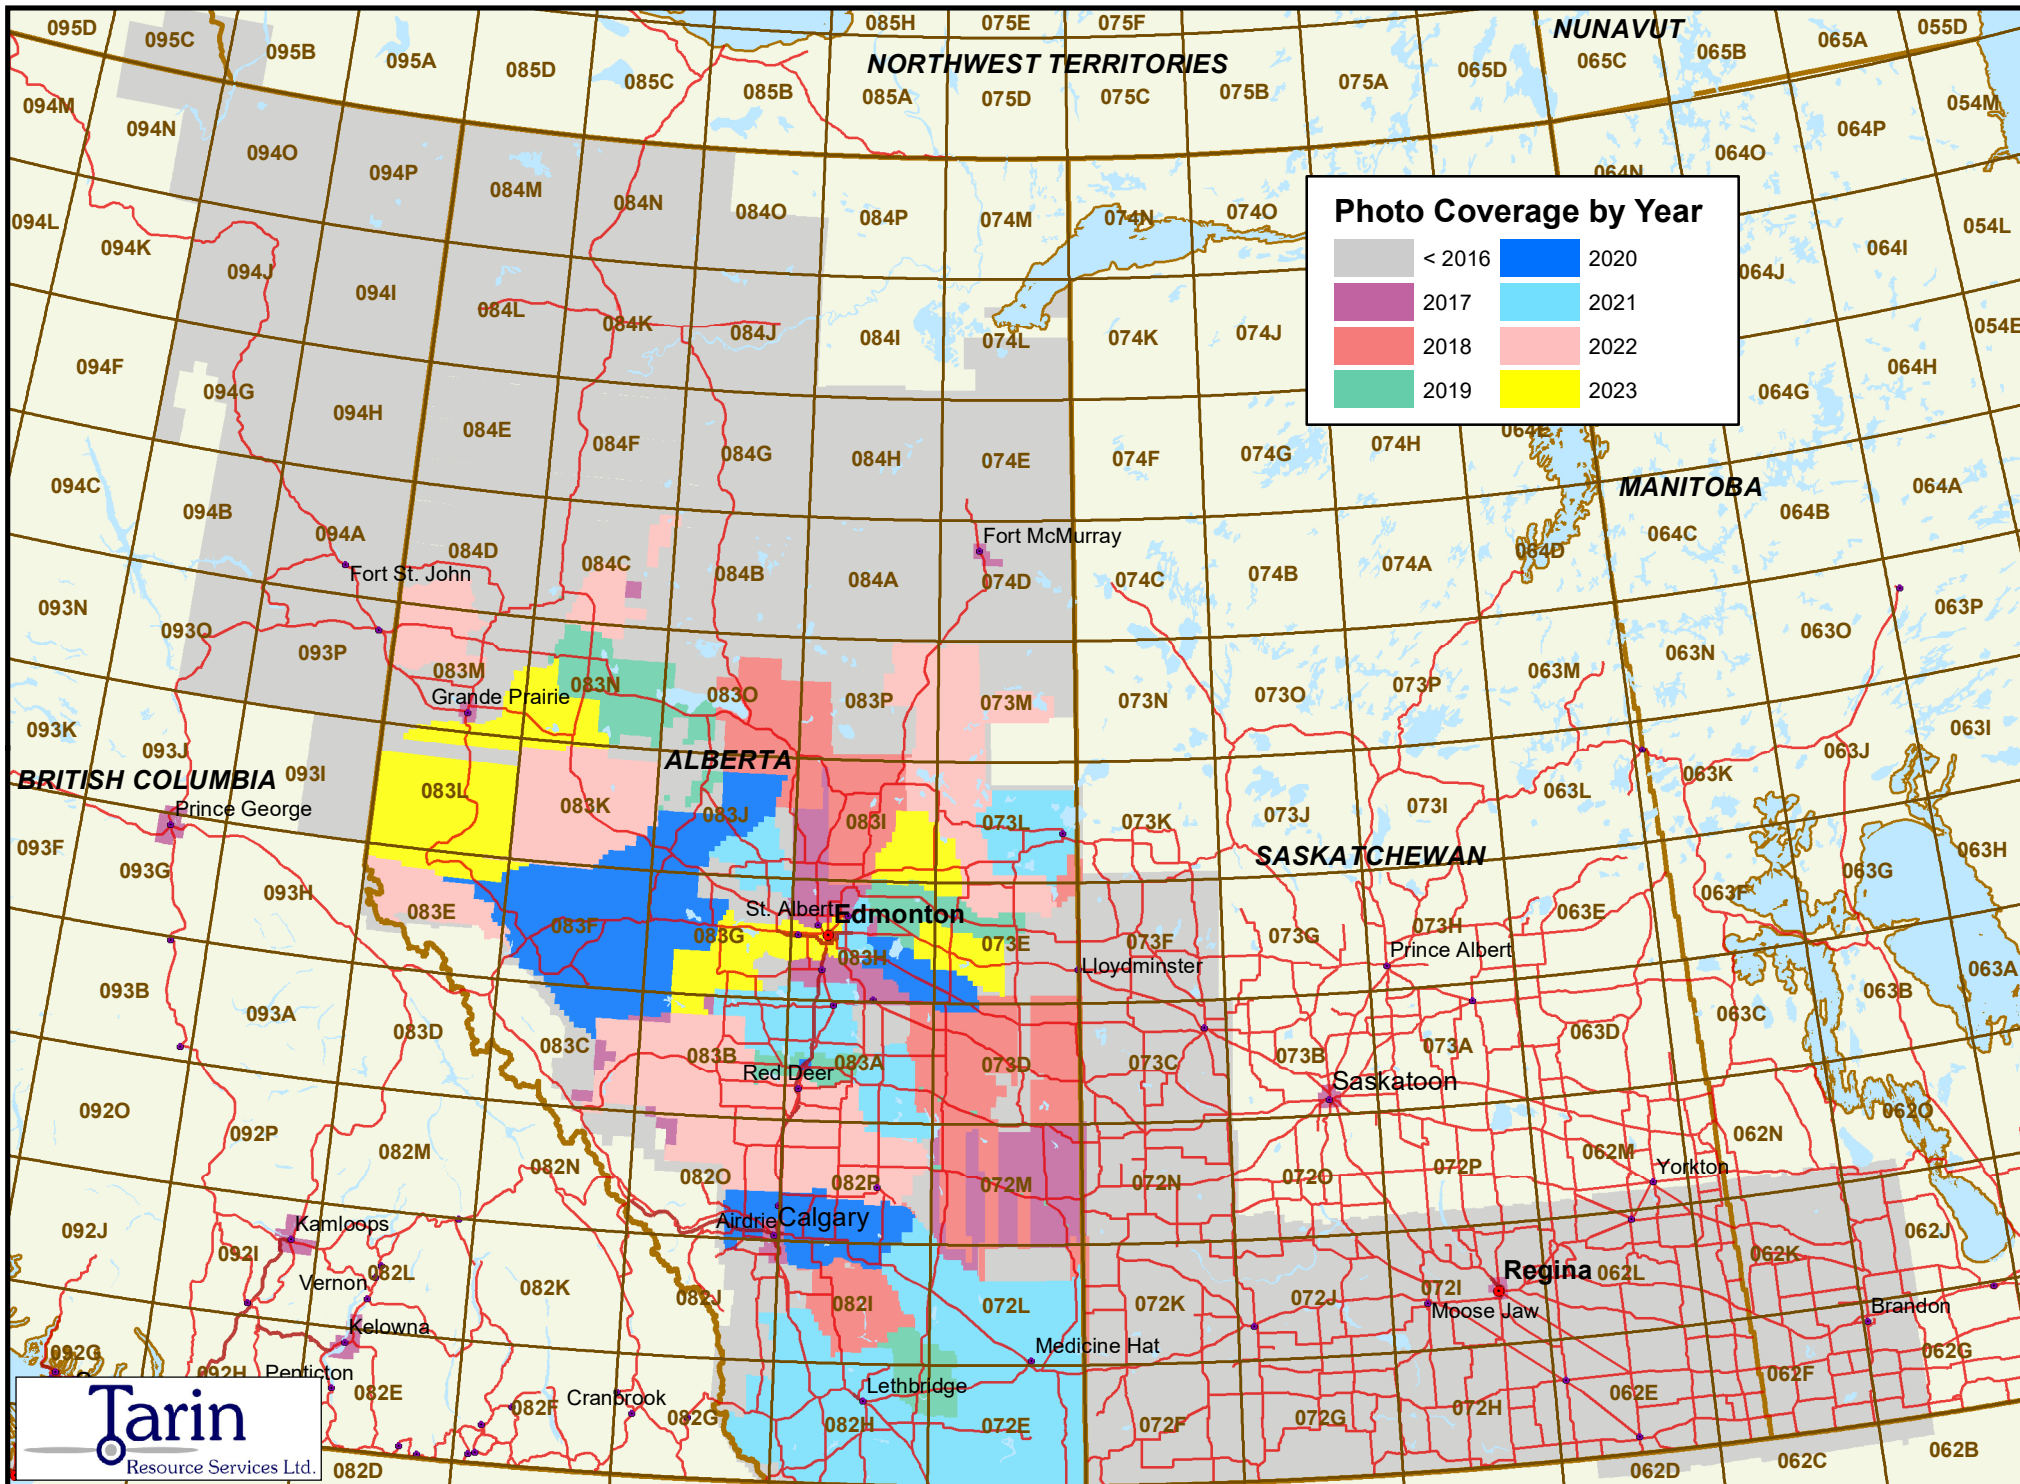 095D
095C
095B
095A
085D
085C
085B
085H
085A
075E
075D
075F
075C
075B
075A
065D
065C
065B
065A
055D
NORTHWEST TERRITORIES
NUNAVUT
094M
094N
094O
094P
084M
084N
084O
084P
074M
074N
074O
064N
064O
064P
054M
Photo Coverage by Year
< 2016
2020
2017
2021
2018
2022
2019
2023
094L
094K
094J
094I
084L
084K
084J
084I
074L
074K
074J
064J
064I
054L
054E
094F
094G
094H
084E
084F
084G
084H
074E
074F
074G
074H
064E
064G
064H
MANITOBA
094C
094B
094A
084D
084C
084B
084A
074D
074C
074B
074A
064D
064C
064B
064A
Fort McMurray
Fort St. John
093N
093O
093P
083M
083N
083O
083P
073M
073N
073O
073P
063M
063N
063O
063P
Grande Prairie
ALBERTA
093K
093J
093I
083L
083K
083J
083I
073L
073K
073J
073I
063L
063K
063J
063I
BRITISH COLUMBIA
Prince George
SASKATCHEWAN
093F
093G
093H
083E
083F
083G
083H
073E
073F
073G
073H
063E
063F
063G
063H
St. Albert
Edmonton
Lloydminster
Prince Albert
093B
093A
083D
083C
083B
083A
073D
073C
073B
073A
063D
063C
063B
063A
Red Deer
Saskatoon
092O
092P
082M
082N
082O
082P
072M
072N
072O
072P
062M
062N
062O
Yorkton
092J
092I
082L
082K
082J
082I
072L
072K
072J
072I
062L
062K
062J
Kamloops
Vernon
Kelowna
Airdrie
Calgary
Regina
Moose Jaw
Brandon
Medicine Hat
092G
092H
082E
082F
082G
082H
072E
072F
072G
072H
062E
062F
062G
Penticton
Cranbrook
Lethbridge
082D
062D
062C
062B
Tarin
Resource Services Ltd.